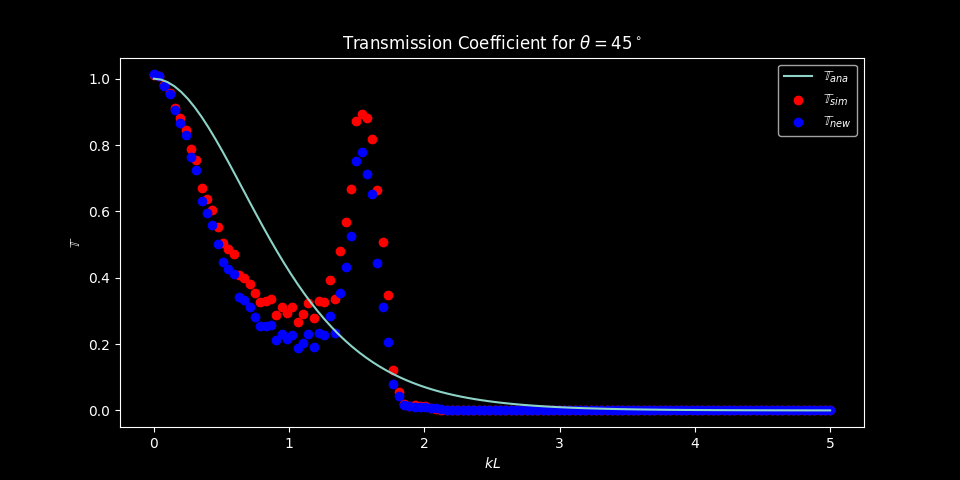 Transmission Coefficient for θ = 45°
1.0
0.8
0.6
0.4
0.2
0.0
𝕋
0 1 2 3 4 5
kL
𝕋ana
𝕋sim
𝕋new